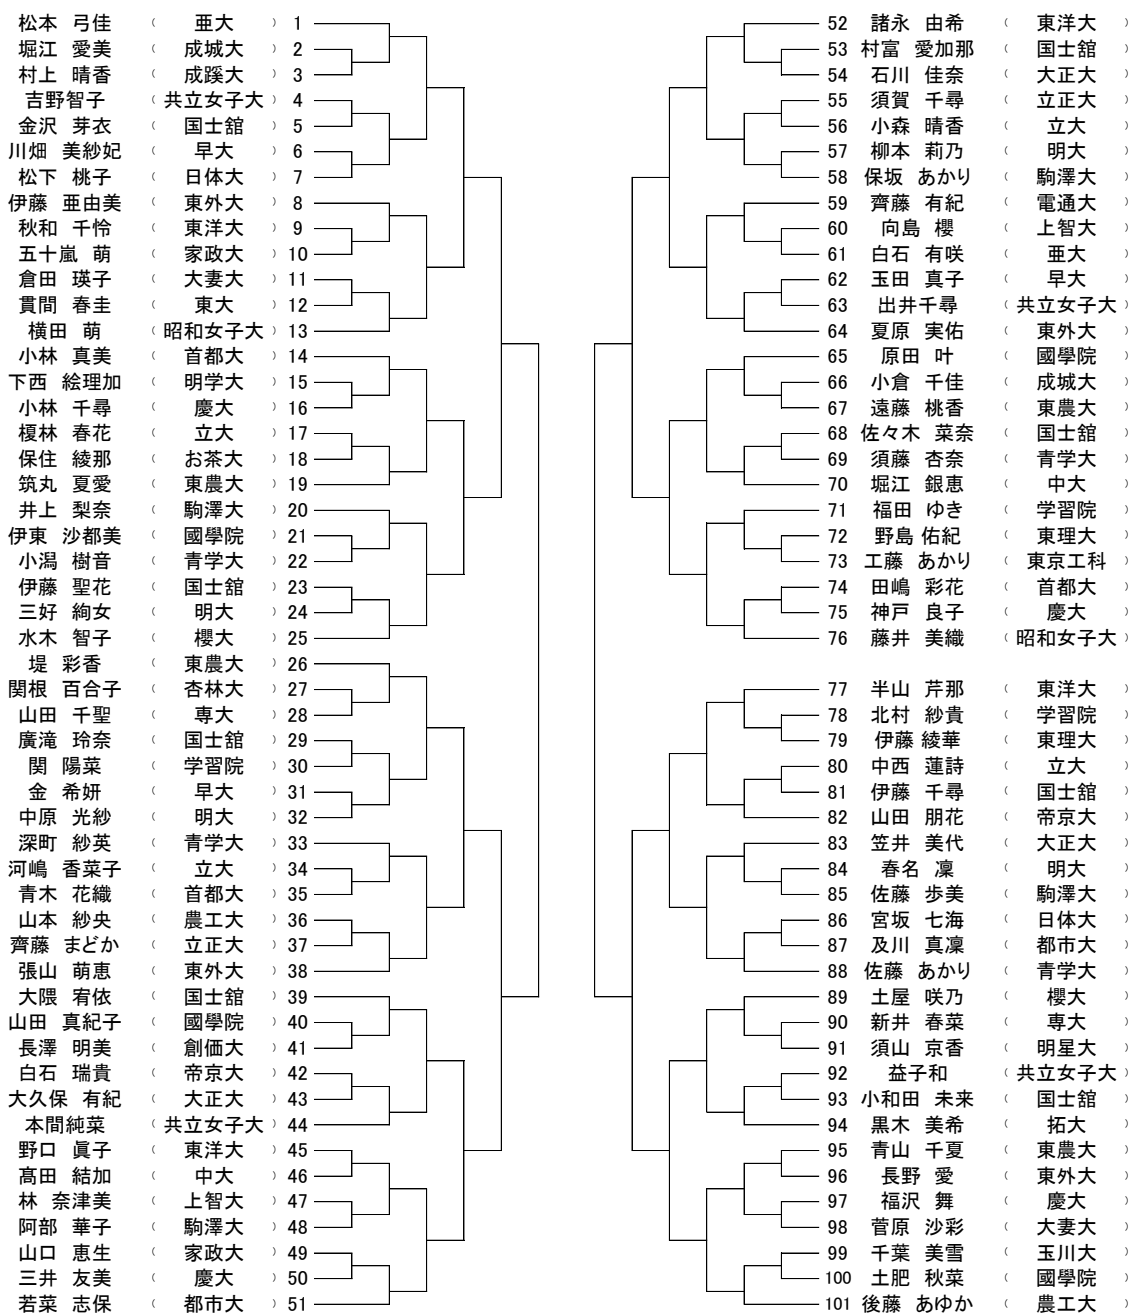 松本 弓佳 （ 亜大 ） 1
堀江 愛美 （ 成城大 ） 2
村上 晴香 （ 成蹊大 ） 3
吉野智子 （ 共立女子大 ） 4
金沢 芽衣 （ 国士舘 ） 5
川畑 美紗妃 （ 早大 ） 6
松下 桃子 （ 日体大 ） 7
伊藤 亜由美 （ 東外大 ） 8
秋和 千怜 （ 東洋大 ） 9
五十嵐 萌 （ 家政大 ） 10
倉田 瑛子 （ 大妻大 ） 11
貫間 春圭 （ 東大 ） 12
横田 萌 （ 昭和女子大 ） 13
小林 真美 （ 首都大 ） 14
下西 絵理加 （ 明学大 ） 15
小林 千尋 （ 慶大 ） 16
榎林 春花 （ 立大 ） 17
保住 綾那 （ お茶大 ） 18
筑丸 夏愛 （ 東農大 ） 19
井上 梨奈 （ 駒澤大 ） 20
伊東 沙都美 （ 國學院 ） 21
小潟 樹音 （ 青学大 ） 22
伊藤 聖花 （ 国士舘 ） 23
三好 絢女 （ 明大 ） 24
水木 智子 （ 櫻大 ） 25
堤 彩香 （ 東農大 ） 26
関根 百合子 （ 杏林大 ） 27
山田 千聖 （ 専大 ） 28
廣滝 玲奈 （ 国士舘 ） 29
関 陽菜 （ 学習院 ） 30
金 希妍 （ 早大 ） 31
中原 光紗 （ 明大 ） 32
深町 紗英 （ 青学大 ） 33
河嶋 香菜子 （ 立大 ） 34
青木 花織 （ 首都大 ） 35
山本 紗央 （ 農工大 ） 36
齊藤 まどか （ 立正大 ） 37
張山 萌恵 （ 東外大 ） 38
大隈 宥依 （ 国士舘 ） 39
山田 真紀子 （ 國學院 ） 40
長澤 明美 （ 創価大 ） 41
白石 瑞貴 （ 帝京大 ） 42
大久保 有紀 （ 大正大 ） 43
本間純菜 （ 共立女子大 ） 44
野口 眞子 （ 東洋大 ） 45
髙田 結加 （ 中大 ） 46
林 奈津美 （ 上智大 ） 47
阿部 華子 （ 駒澤大 ） 48
山口 恵生 （ 家政大 ） 49
三井 友美 （ 慶大 ） 50
若菜 志保 （ 都市大 ） 51
52 諸永 由希 （ 東洋大 ）
53 村富 愛加那 （ 国士舘 ）
54 石川 佳奈 （ 大正大 ）
55 須賀 千尋 （ 立正大 ）
56 小森 晴香 （ 立大 ）
57 柳本 莉乃 （ 明大 ）
58 保坂 あかり （ 駒澤大 ）
59 齊藤 有紀 （ 電通大 ）
60 向島 櫻 （ 上智大 ）
61 白石 有咲 （ 亜大 ）
62 玉田 真子 （ 早大 ）
63 出井千尋 （ 共立女子大 ）
64 夏原 実佑 （ 東外大 ）
65 原田 叶 （ 國學院 ）
66 小倉 千佳 （ 成城大 ）
67 遠藤 桃香 （ 東農大 ）
68 佐々木 菜奈 （ 国士舘 ）
69 須藤 杏奈 （ 青学大 ）
70 堀江 銀恵 （ 中大 ）
71 福田 ゆき （ 学習院 ）
72 野島 佑紀 （ 東理大 ）
73 工藤 あかり （ 東京工科 ）
74 田嶋 彩花 （ 首都大 ）
75 神戸 良子 （ 慶大 ）
76 藤井 美織 （ 昭和女子大 ）
77 半山 芹那 （ 東洋大 ）
78 北村 紗貴 （ 学習院 ）
79 伊藤 綾華 （ 東理大 ）
80 中西 蓮詩 （ 立大 ）
81 伊藤 千尋 （ 国士舘 ）
82 山田 朋花 （ 帝京大 ）
83 笠井 美代 （ 大正大 ）
84 春名 凜 （ 明大 ）
85 佐藤 歩美 （ 駒澤大 ）
86 宮坂 七海 （ 日体大 ）
87 及川 真凜 （ 都市大 ）
88 佐藤 あかり （ 青学大 ）
89 土屋 咲乃 （ 櫻大 ）
90 新井 春菜 （ 専大 ）
91 須山 京香 （ 明星大 ）
92 益子和 （ 共立女子大 ）
93 小和田 未来 （ 国士舘 ）
94 黒木 美希 （ 拓大 ）
95 青山 千夏 （ 東農大 ）
96 長野 愛 （ 東外大 ）
97 福沢 舞 （ 慶大 ）
98 菅原 沙彩 （ 大妻大 ）
99 千葉 美雪 （ 玉川大 ）
100 土肥 秋菜 （ 國學院 ）
101 後藤 あゆか （ 農工大 ）